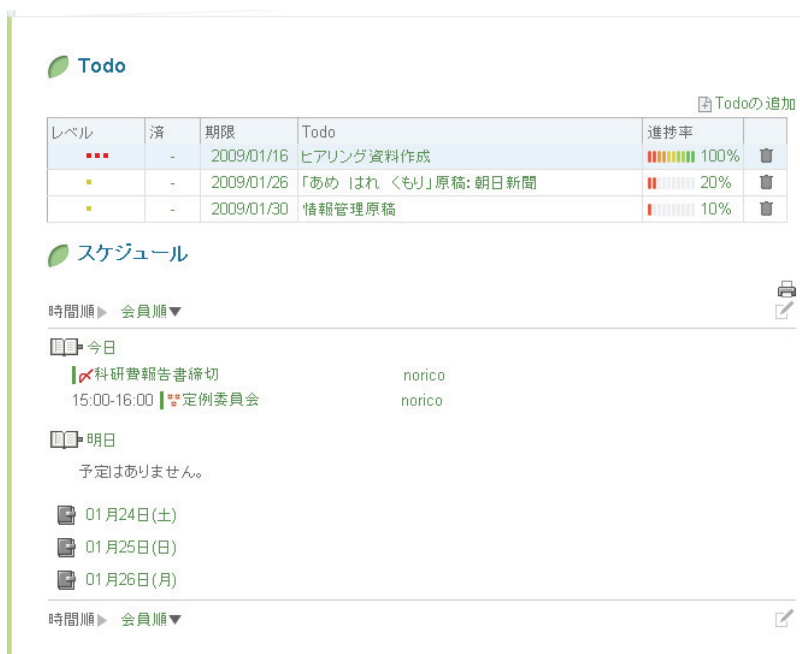 Todo
Todoの追加
レベル 済 期限 Todo 進捗率
- 2009/01/16 ヒアリング資料作成 100%
- 2009/01/26 「あめ はれ くもり」原稿: 朝日新聞 20%
- 2009/01/30 情報管理原稿 10%
スケジュール
時間順▶ 会員順▼
今日
科研費報告書締切 norico
15:00-16:00 定例委員会 norico
明日
予定はありません。
01月24日(土)
01月25日(日)
01月26日(月)
時間順▶ 会員順▼